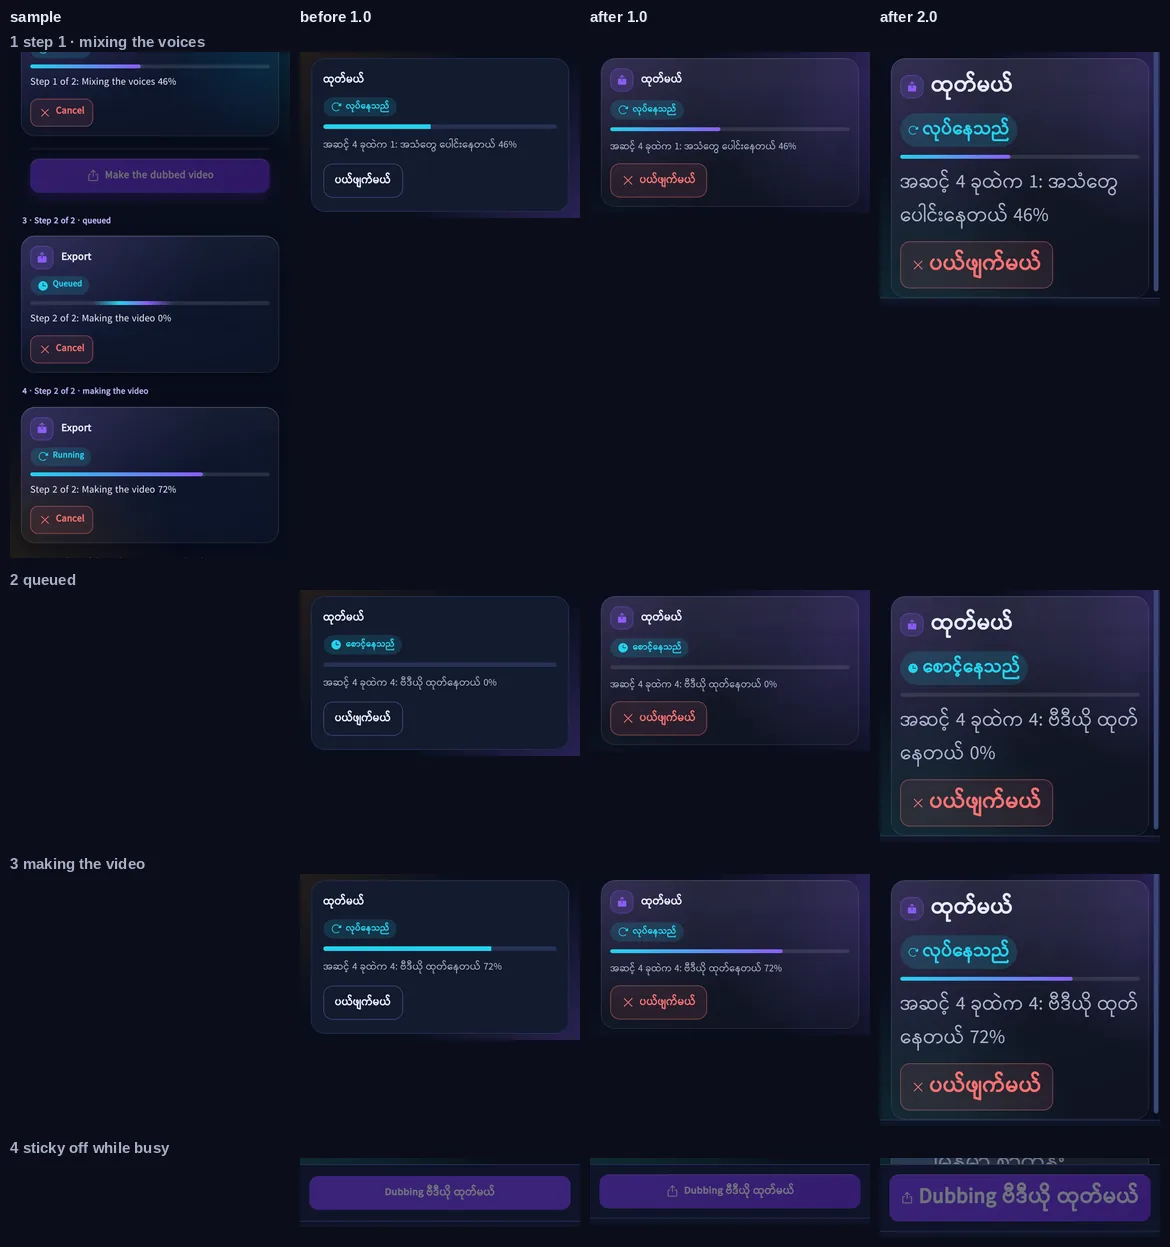 sample
before 1.0
after 1.0
after 2.0
1 step 1 · mixing the voices
Step 1 of 2: Mixing the voices 46%
Cancel
Make the dubbed video
3 · Step 2 of 2 · queued
Export
Queued
Step 2 of 2: Making the video 0%
Cancel
4 · Step 2 of 2 · making the video
Export
Running
Step 2 of 2: Making the video 72%
Cancel
ထုတ်မယ်
လုပ်နေသည်
အဆင့် 4 ခုထဲက 1: အသံတွေ ပေါင်းနေတယ် 46%
ပယ်ဖျက်မယ်
ထုတ်မယ်
လုပ်နေသည်
အဆင့် 4 ခုထဲက 1: အသံတွေ ပေါင်းနေတယ် 46%
ပယ်ဖျက်မယ်
ထုတ်မယ်
လုပ်နေသည်
အဆင့် 4 ခုထဲက 1: အသံတွေ
ပေါင်းနေတယ် 46%
ပယ်ဖျက်မယ်
2 queued
ထုတ်မယ်
စောင့်နေသည်
အဆင့် 4 ခုထဲက 4: ဗီဒီယို ထုတ်နေတယ် 0%
ပယ်ဖျက်မယ်
ထုတ်မယ်
စောင့်နေသည်
အဆင့် 4 ခုထဲက 4: ဗီဒီယို ထုတ်နေတယ် 0%
ပယ်ဖျက်မယ်
ထုတ်မယ်
စောင့်နေသည်
အဆင့် 4 ခုထဲက 4: ဗီဒီယို ထုတ်
နေတယ် 0%
ပယ်ဖျက်မယ်
3 making the video
ထုတ်မယ်
လုပ်နေသည်
အဆင့် 4 ခုထဲက 4: ဗီဒီယို ထုတ်နေတယ် 72%
ပယ်ဖျက်မယ်
ထုတ်မယ်
လုပ်နေသည်
အဆင့် 4 ခုထဲက 4: ဗီဒီယို ထုတ်နေတယ် 72%
ပယ်ဖျက်မယ်
ထုတ်မယ်
လုပ်နေသည်
အဆင့် 4 ခုထဲက 4: ဗီဒီယို ထုတ်
နေတယ် 72%
ပယ်ဖျက်မယ်
4 sticky off while busy
Dubbing ဗီဒီယို ထုတ်မယ်
Dubbing ဗီဒီယို ထုတ်မယ်
Dubbing ဗီဒီယို ထုတ်မယ်